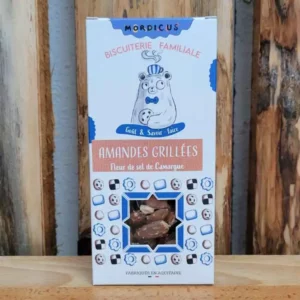 MORDICUS
BISCUITERIE FAMILIALE
Goût & Savoir-faire
AMANDES GRILLÉES
Fleur de sel de Camargue